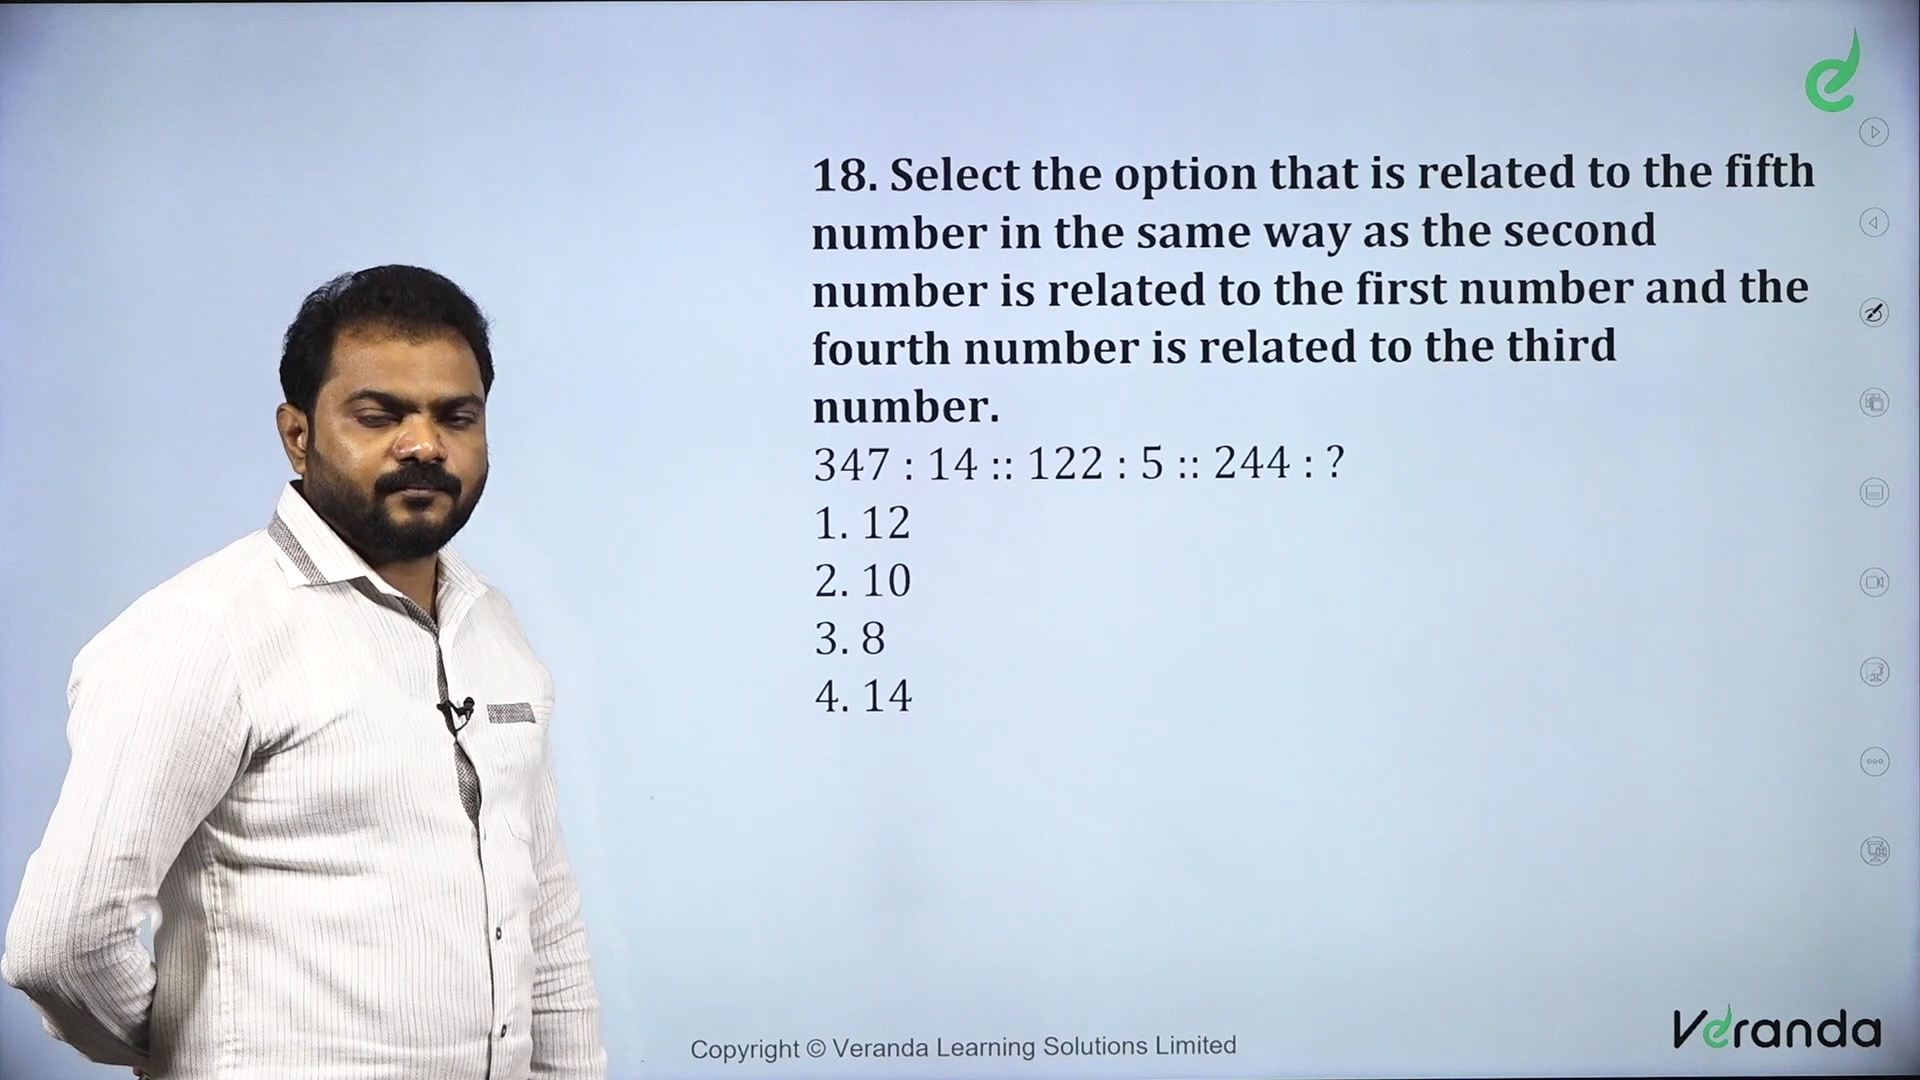 18. Select the option that is related to the fifth
number in the same way as the second
number is related to the first number and the
fourth number is related to the third
number.
347 : 14 :: 122 : 5 :: 244 : ?
1. 12
2. 10
3. 8
4. 14
Copyright © Veranda Learning Solutions Limited
Veranda